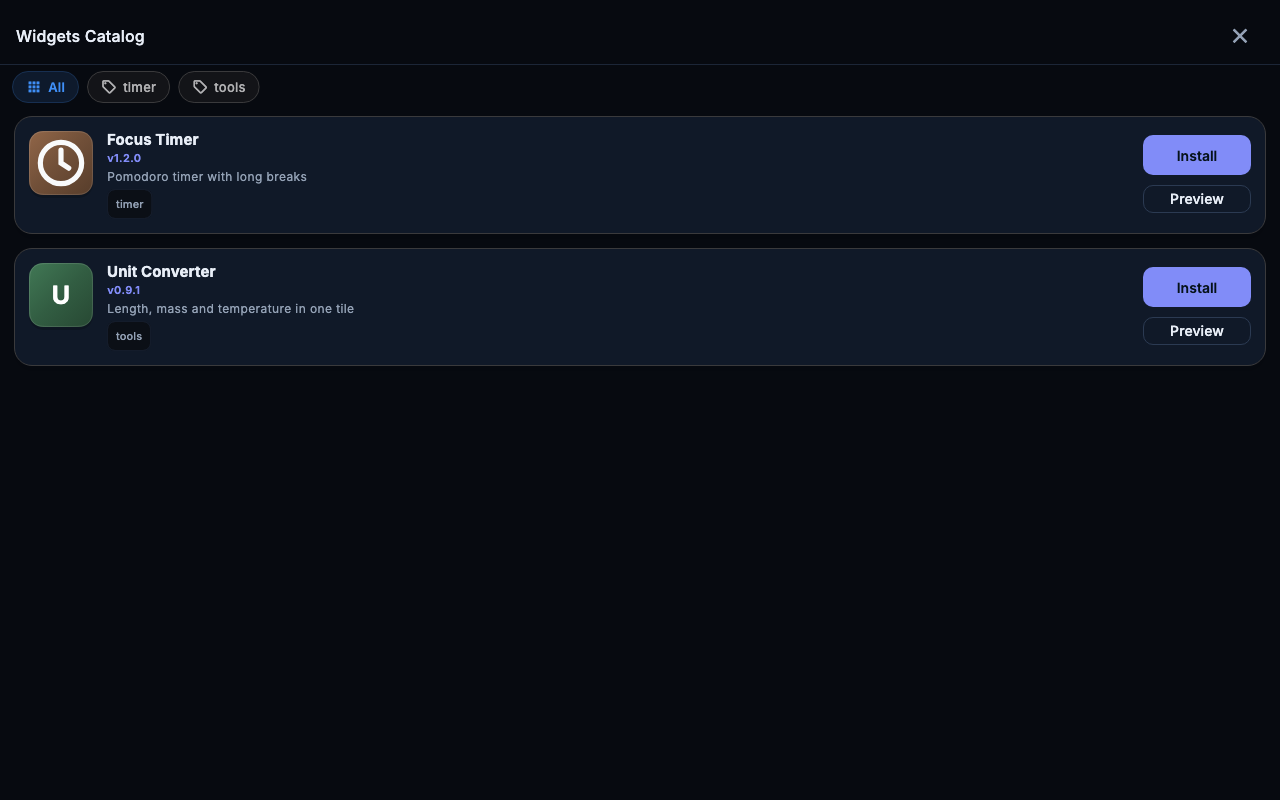 Widgets Catalog
All
timer
tools
Focus Timer
v1.2.0
Pomodoro timer with long breaks
timer
Install
Preview
U
Unit Converter
v0.9.1
Length, mass and temperature in one tile
tools
Install
Preview